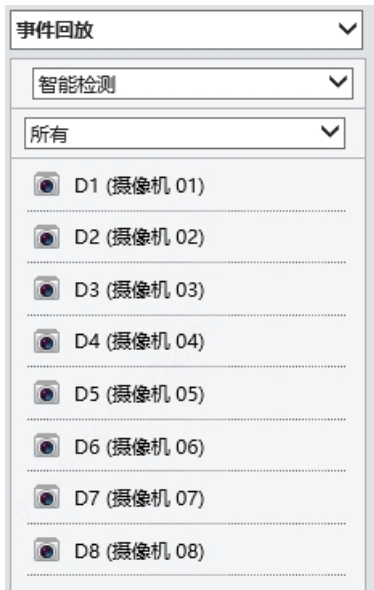 事件回放
智能检测
所有
D1 (摄像机 01)
D2 (摄像机 02)
D3 (摄像机 03)
D4 (摄像机 04)
D5 (摄像机 05)
D6 (摄像机 06)
D7 (摄像机 07)
D8 (摄像机 08)